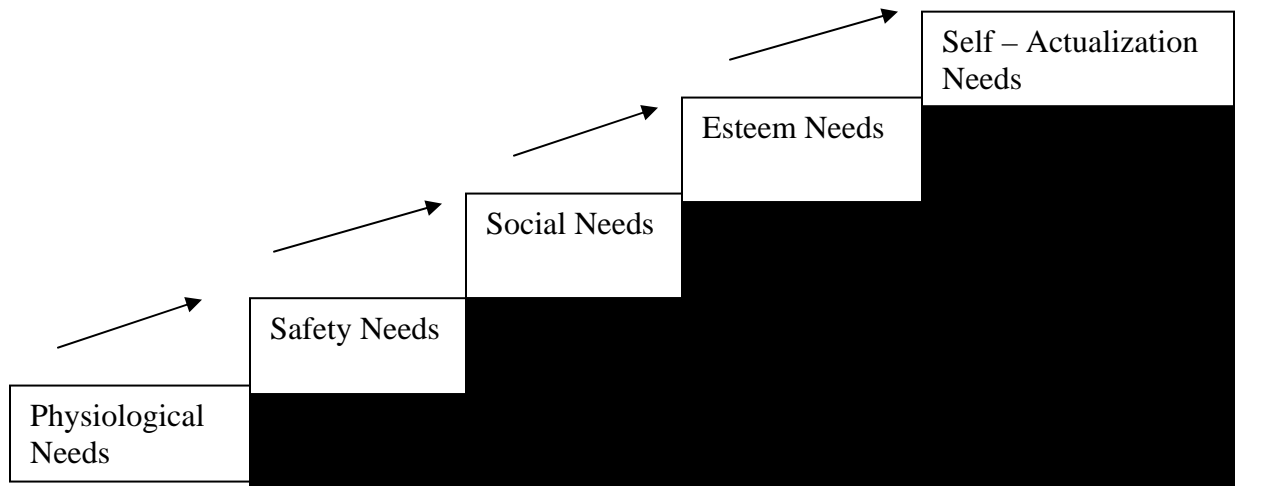 Self – Actualization
Needs
Esteem Needs
Social Needs
Safety Needs
Physiological
Needs